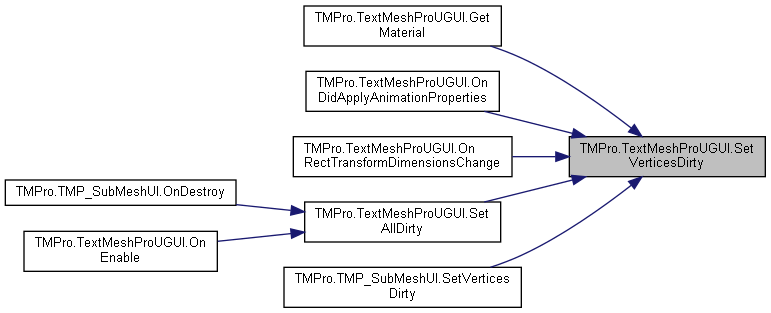 TMPro.TextMeshProUGUI.Get
Material
TMPro.TextMeshProUGUI.On
DidApplyAnimationProperties
TMPro.TextMeshProUGUI.Set
VerticesDirty
TMPro.TextMeshProUGUI.On
RectTransformDimensionsChange
TMPro.TMP_SubMeshUI.OnDestroy
TMPro.TextMeshProUGUI.Set
AllDirty
TMPro.TextMeshProUGUI.On
Enable
TMPro.TMP_SubMeshUI.SetVertices
Dirty